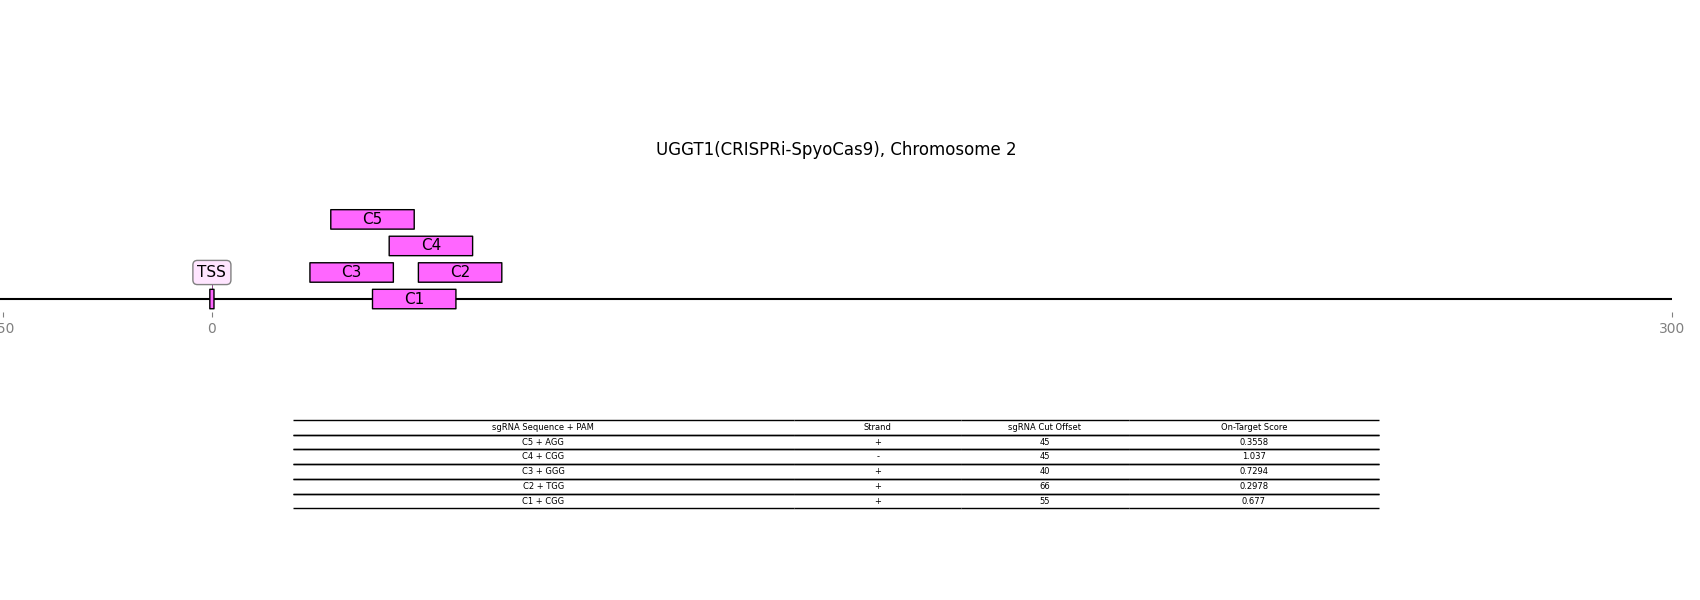 UGGT1(CRISPRi-SpyoCas9), Chromosome 2
C5
C4
TSS C3 C2
C1
50 0 300
sgRNA Sequence + PAM Strand sgRNA Cut Offset On-Target Score
C5 + AGG + 45 0.3558
C4 + CGG - 45 1.037
C3 + GGG + 40 0.7294
C2 + TGG + 66 0.2978
C1 + CGG + 55 0.677